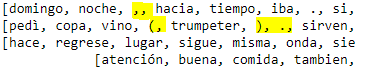 [domingo, noche, ,, hacia, tiempo, iba, ., si,
[pedì, copa, vino, (, trumpeter, ), ., sirven,
[hace, regrese, lugar, sigue, misma, onda, sie
[atención, buena, comida, tambien,